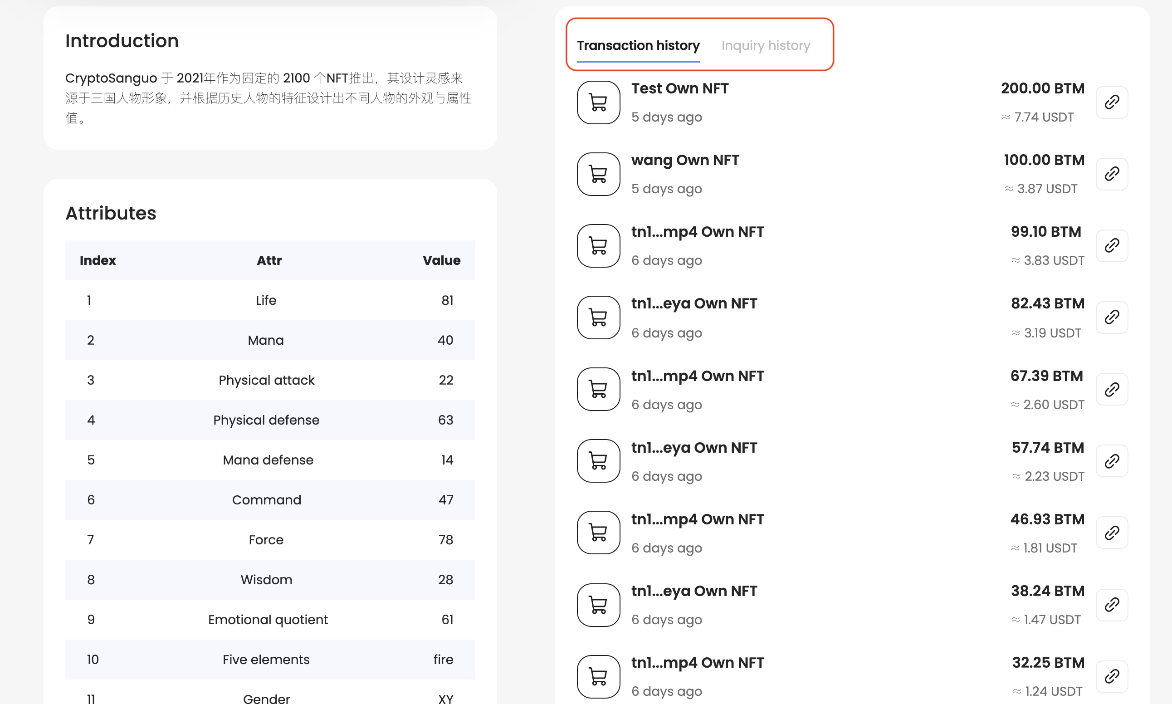 Introduction
CryptoSanguo 于 2021年作为固定的 2100 个NFT推出，其设计灵感来
源于三国人物形象，并根据历史人物的特征设计出不同人物的外观与属性
值。
Attributes
Index Attr Value
1 Life 81
2 Mana 40
3 Physical attack 22
4 Physical defense 63
5 Mana defense 14
6 Command 47
7 Force 78
8 Wisdom 28
9 Emotional quotient 61
10 Five elements fire
11 Gender XY
Transaction history Inquiry history
Test Own NFT 200.00 BTM
5 days ago ≈ 7.74 USDT
wang Own NFT 100.00 BTM
5 days ago ≈ 3.87 USDT
tn1...mp4 Own NFT 99.10 BTM
6 days ago ≈ 3.83 USDT
tn1...eya Own NFT 82.43 BTM
6 days ago ≈ 3.19 USDT
tn1...mp4 Own NFT 67.39 BTM
6 days ago ≈ 2.60 USDT
tn1...eya Own NFT 57.74 BTM
6 days ago ≈ 2.23 USDT
tn1...mp4 Own NFT 46.93 BTM
6 days ago ≈ 1.81 USDT
tn1...eya Own NFT 38.24 BTM
6 days ago ≈ 1.47 USDT
tn1...mp4 Own NFT 32.25 BTM
6 days ago ≈ 1.24 USDT